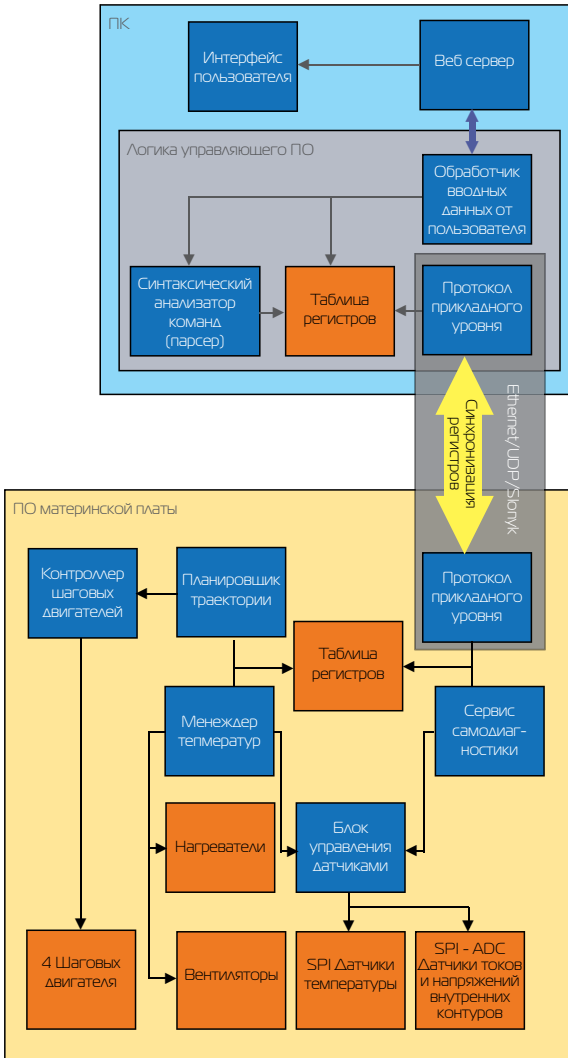 ПК
Интерфейс
пользователя
Веб сервер
Логика управляющего ПО
Обработчик
вводных
данных от
пользователя
Синтаксический
анализатор
команд
(парсер)
Таблица
регистров
Протокол
прикладного
уровня
Синхронизация
регистров
Ethernet/UDP/Slonyk
ПО материнской платы
Контроллер
шаговых
двигателей
Планировщик
траектории
Протокол
прикладного
уровня
Таблица
регистров
Менеждер
тепмератур
Сервис
самодиаг-
ностики
Нагреватели
Блок
управления
датчиками
4 Шаговых
двигателя
Вентиляторы
SPI Датчики
температуры
SPI - ADC
Датчики токов
и напряжений
внутренних
контуров